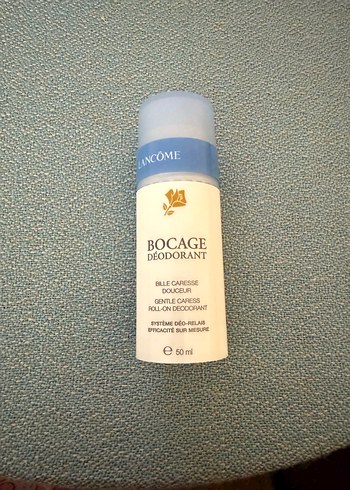 LANCÔME
BOCAGE
DÉODORANT
BILLE CARESSE
DOUCEUR
GENTLE CARESS
ROLL-ON DEODORANT
SYSTÈME DÉO-RELAIS
EFFICACITÉ SUR MESURE
℮ 50 ml